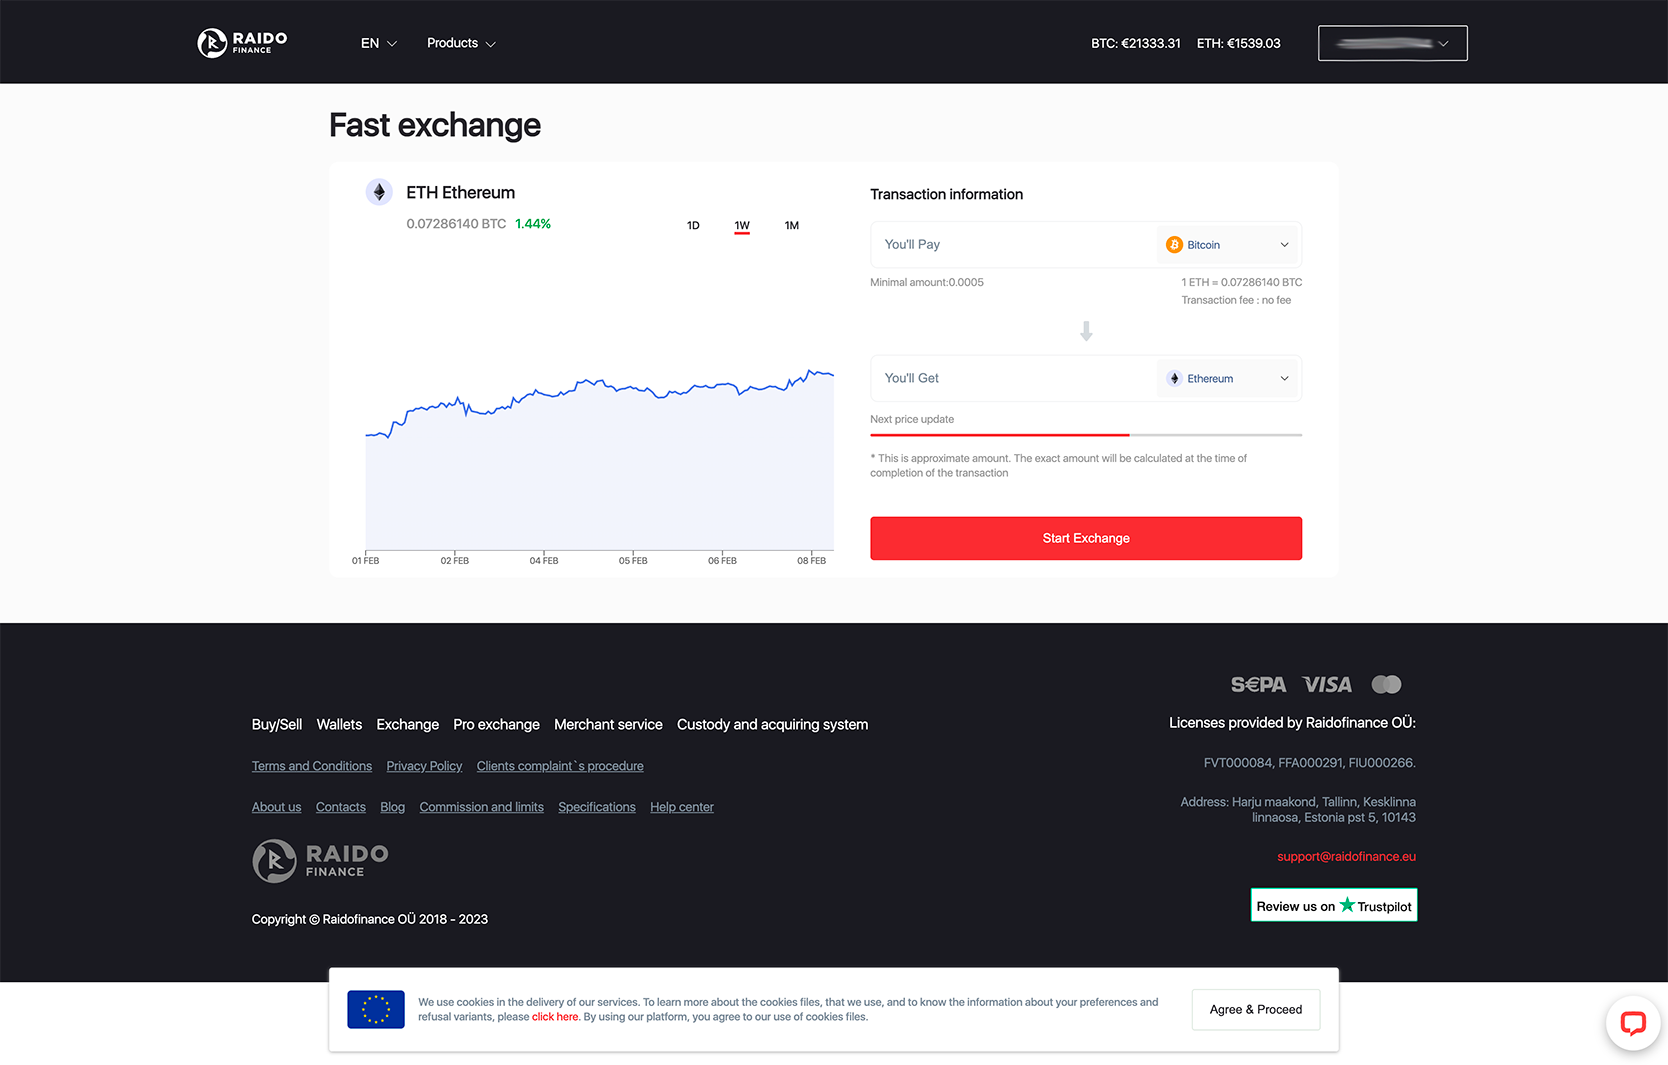 RAIDO
FINANCE
EN
Products
BTC: €21333.31
ETH: €1539.03
Fast exchange
ETH Ethereum
0.07286140 BTC 1.44%
1D 1W 1M
01 FEB 02 FEB 04 FEB 05 FEB 06 FEB 08 FEB
Transaction information
You'll Pay
Bitcoin
Minimal amount:0.0005
1 ETH = 0.07286140 BTC
Transaction fee : no fee
You'll Get
Ethereum
Next price update
* This is approximate amount. The exact amount will be calculated at the time of
completion of the transaction
Start Exchange
Buy/Sell Wallets Exchange Pro exchange Merchant service Custody and acquiring system
Terms and Conditions Privacy Policy Clients complaint`s procedure
About us Contacts Blog Commission and limits Specifications Help center
RAIDO
FINANCE
Copyright © Raidofinance OÜ 2018 - 2023
S€PA VISA
Licenses provided by Raidofinance OÜ:
FVT000084, FFA000291, FIU000266.
Address: Harju maakond, Tallinn, Kesklinna
linnaosa, Estonia pst 5, 10143
support@raidofinance.eu
Review us on Trustpilot
We use cookies in the delivery of our services. To learn more about the cookies files, that we use, and to know the information about your preferences and
refusal variants, please click here. By using our platform, you agree to our use of cookies files.
Agree & Proceed